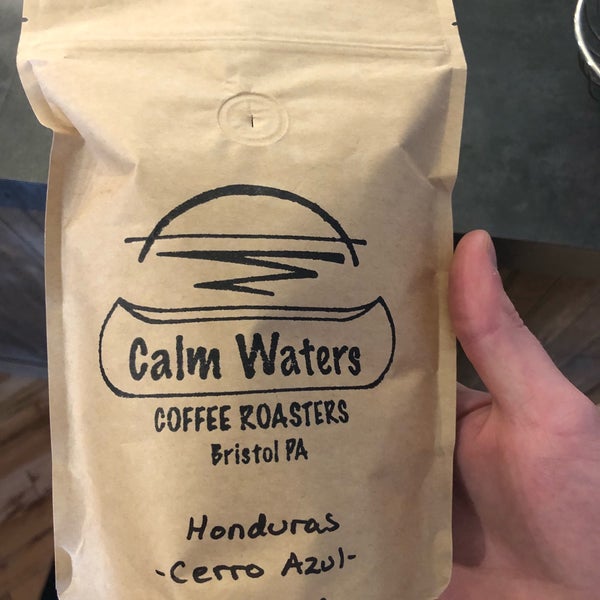 Calm Waters
COFFEE ROASTERS
Bristol PA
Honduras
-Cerro Azul-